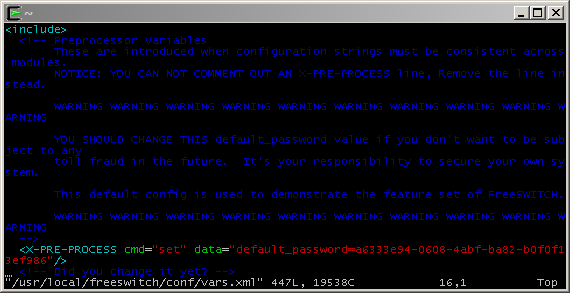 ~
<include>
<!-- Preprocessor Variables
These are introduced when configuration strings must be consistent across
modules.
NOTICE: YOU CAN NOT COMMENT OUT AN X-PRE-PROCESS line, Remove the line in
stead.
WARNING WARNING WARNING WARNING WARNING WARNING WARNING WARNING W
ARNING
YOU SHOULD CHANGE THIS default_password value if you don't want to be sub
ject to any
toll fraud in the future. It's your responsibility to secure your own sy
stem.
This default config is used to demonstrate the feature set of FreeSWITCH.
WARNING WARNING WARNING WARNING WARNING WARNING WARNING WARNING W
ARNING
-->
<X-PRE-PROCESS cmd="set" data="default_password=a6333e94-0608-4abf-ba82-b0f0f1
3ef986"/>
<!-- Did you change it yet? -->
"/usr/local/freeswitch/conf/vars.xml" 447L, 19538C 16,1 Top